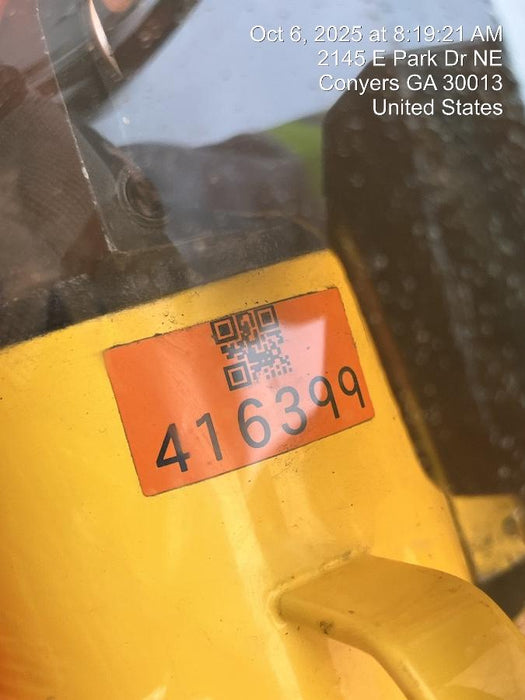 Oct 6, 2025 at 8:19:21 AM
2145 E Park Dr NE
Conyers GA 30013
United States
416399